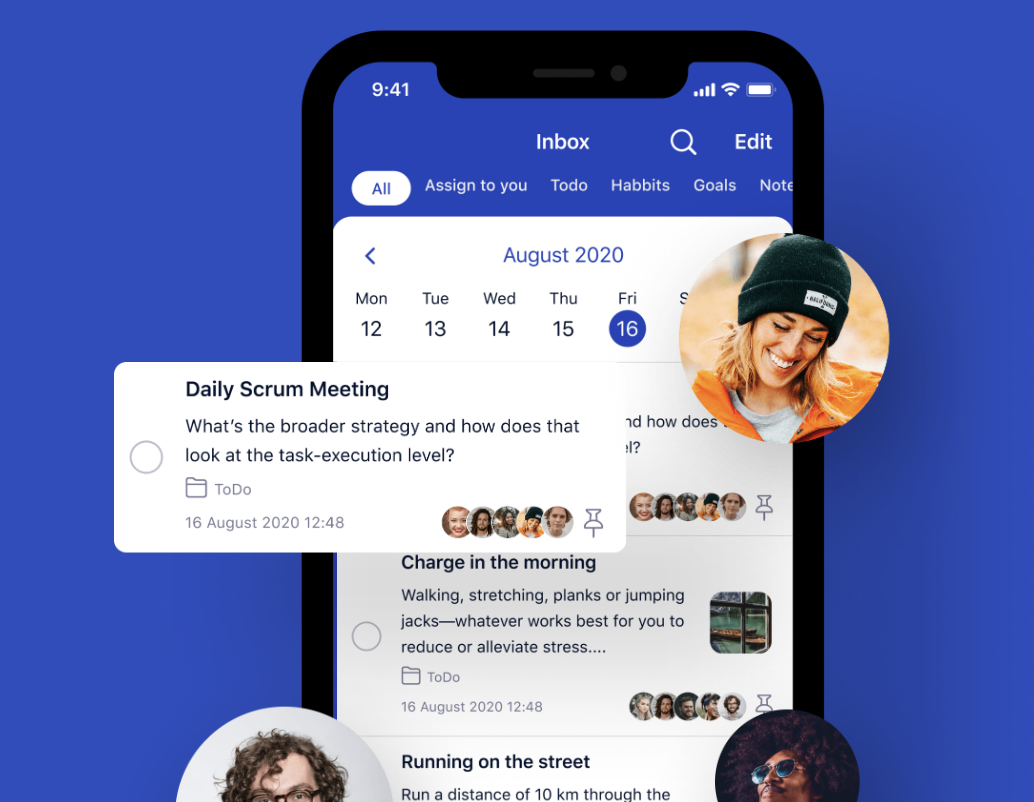 9:41
Inbox
Edit
All
Assign to you
Todo
Habbits
Goals
Note
August 2020
Mon Tue Wed Thu Fri S
12 13 14 15 16
Daily Scrum Meeting
What's the broader strategy and how does that
look at the task-execution level?
ToDo
16 August 2020 12:48
nd how does
el?
Charge in the morning
Walking, stretching, planks or jumping
jacks—whatever works best for you to
reduce or alleviate stress....
ToDo
16 August 2020 12:48
Running on the street
Run a distance of 10 km through the